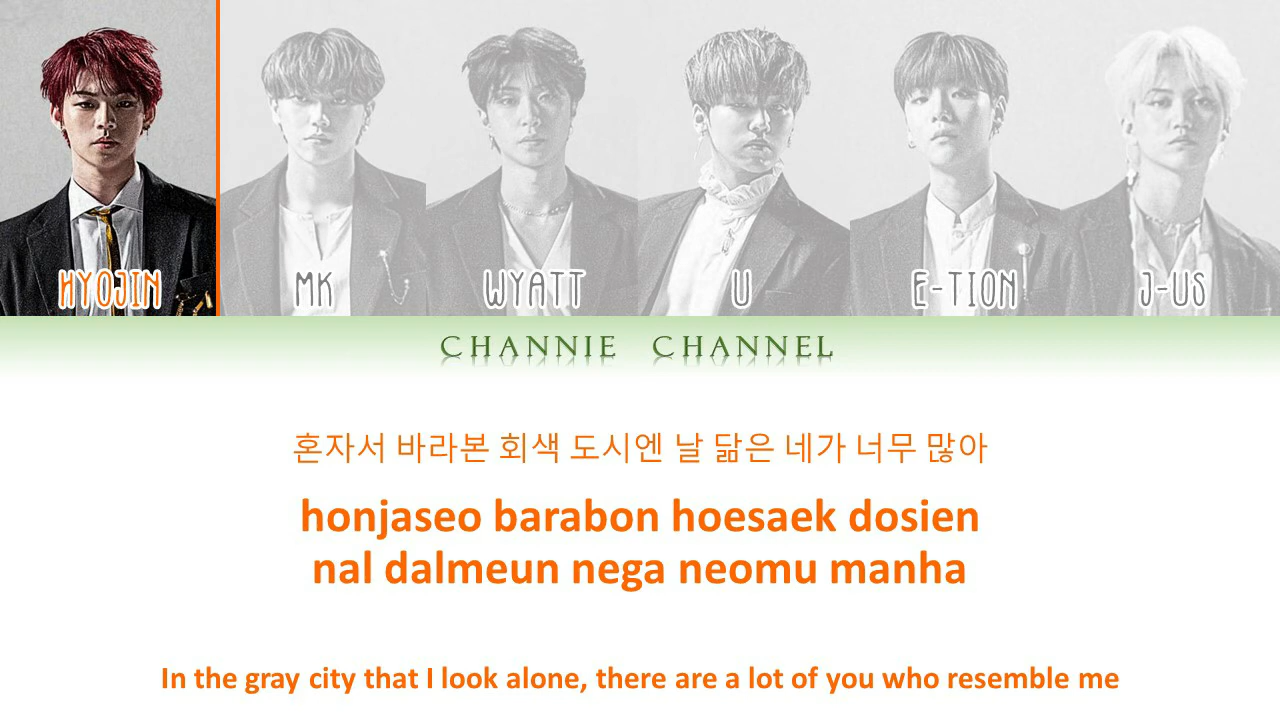 HYOJIN
MK
WYATT
U
E-TION
J-US
CHANNIE CHANNEL
혼자서 바라본 회색 도시엔 날 닮은 네가 너무 많아
honjaseo barabon hoesaek dosien
nal dalmeun nega neomu manha
In the gray city that I look alone, there are a lot of you who resemble me